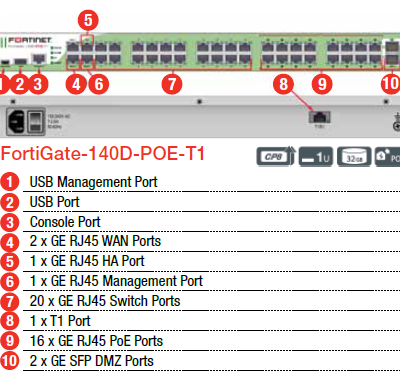 5
FORTINET
2 3 4 6 7 8 9 10
FortiGate-140D-POE-T1
CP8 1U 32GB PO
1 USB Management Port
2 USB Port
3 Console Port
4 2 x GE RJ45 WAN Ports
5 1 x GE RJ45 HA Port
6 1 x GE RJ45 Management Port
7 20 x GE RJ45 Switch Ports
8 1 x T1 Port
9 16 x GE RJ45 PoE Ports
10 2 x GE SFP DMZ Ports